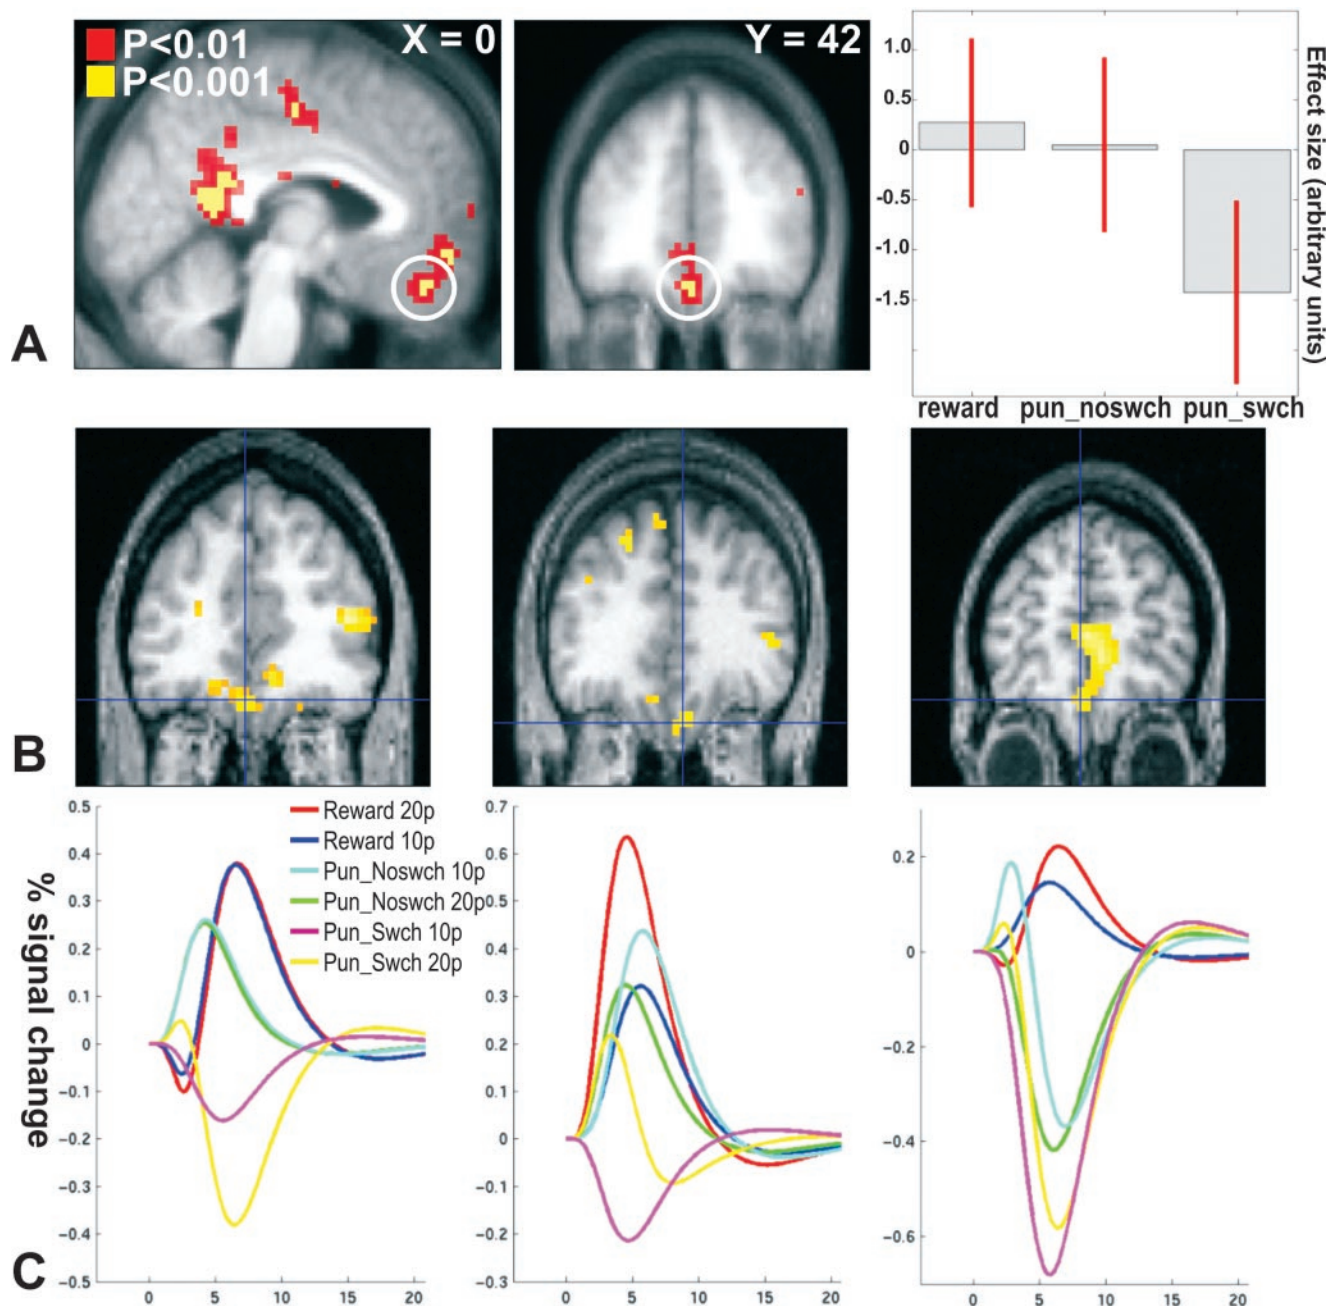 P<0.01
P<0.001
X = 0
Y = 42
1.0
0.5
0
-0.5
-1.0
-1.5
Effect size (arbitrary units)
reward
pun_noswch
pun_swch
A
B
C
% signal change
0.5
0.4
0.3
0.2
0.1
0
-0.1
-0.2
-0.3
-0.4
-0.5
0 5 10 15 20
Reward 20p
Reward 10p
Pun_Noswch 10p
Pun_Noswch 20p
Pun_Swch 10p
Pun_Swch 20p
0.7
0.6
0.5
0.4
0.3
0.2
0.1
0
-0.1
-0.2
-0.3
0 5 10 15 20
0.2
0
-0.2
-0.4
-0.6
0 5 10 15 20